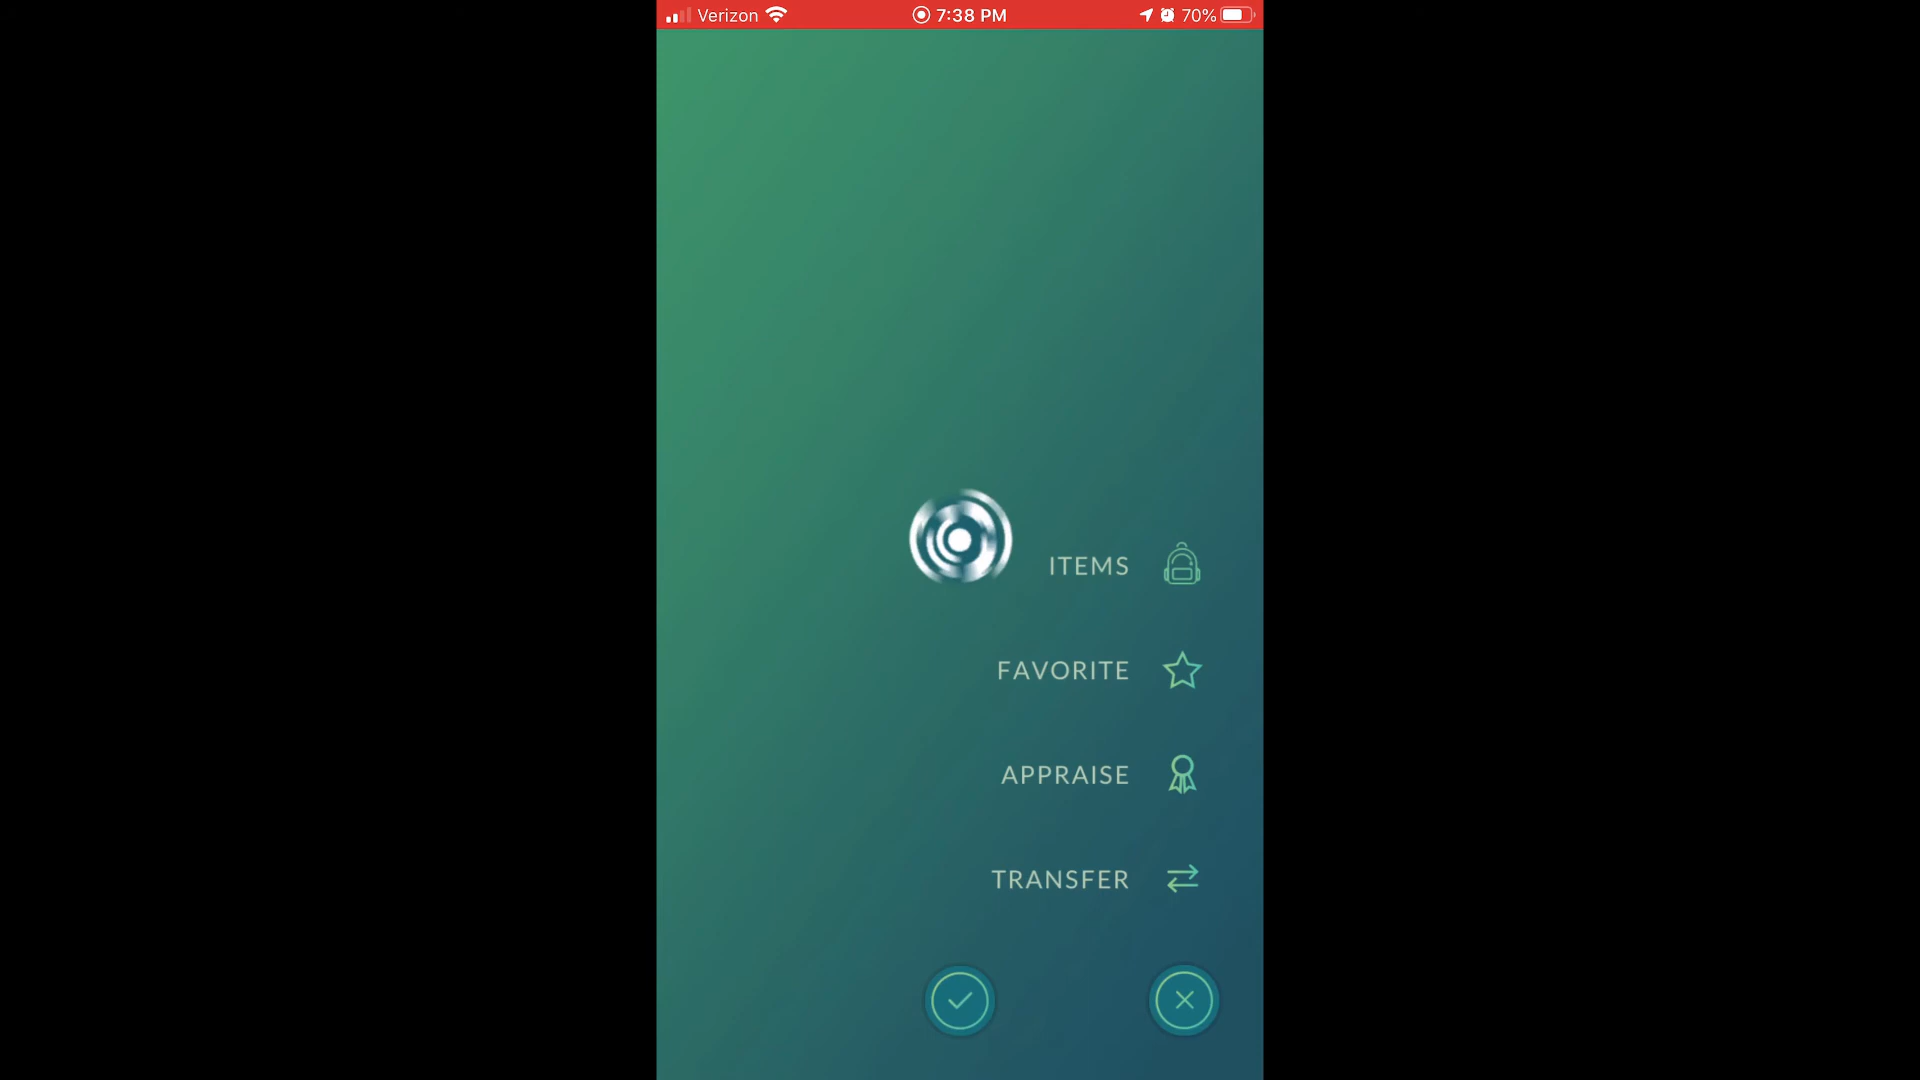 Verizon 7:38 PM 70%
ITEMS
FAVORITE
APPRAISE
TRANSFER